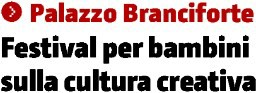 Palazzo Branciforte
Festival per bambini
sulla cultura creativa